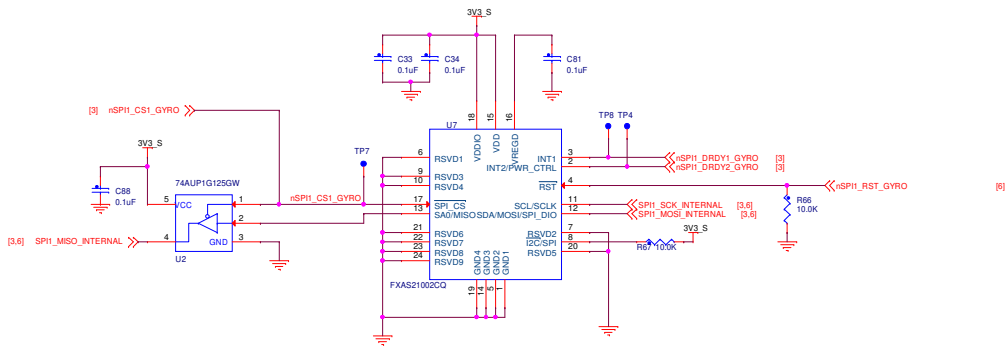 3V3_S
C33
0.1uF
C34
0.1uF
C81
0.1uF
[3] nSPI1_CS1_GYRO
3V3_S
C88
0.1uF
74AUP1G125GW
5
VCC
1
2
4
GND
3
U2
[3,6] SPI1_MISO_INTERNAL
nSPI1_CS1_GYRO
TP7
U7
18
15
16
VDDIO
VDD
VREGD
6
RSVD1
9
RSVD3
10
RSVD4
17
SPI_CS
13
SA0/MISO
SDA/MOSI/SPI_DIO
21
RSVD6
22
RSVD7
23
RSVD8
24
RSVD9
FXAS21002CQ
GND4
GND3
GND2
GND1
19
14
5
1
TP8 TP4
INT1
3
nSPI1_DRDY1_GYRO [3]
INT2/PWR_CTRL
2
nSPI1_DRDY2_GYRO [3]
RST
4
nSPI1_RST_GYRO [6]
SCL/SCLK
11
SPI1_SCK_INTERNAL [3,6]
12
SPI1_MOSI_INTERNAL [3,6]
R66
10.0K
RSVD2
7
I2C/SPI
8
RSVD5
20
3V3_S
R67 10.0K